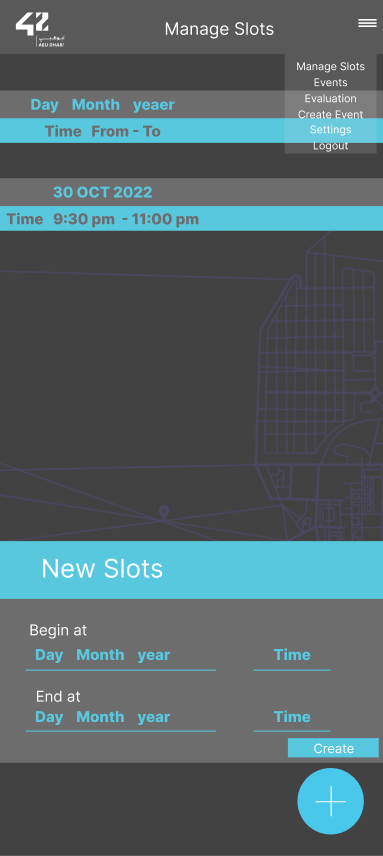 42
أبوظبي
ABU DHABI
Manage Slots
Manage Slots
Events
Evaluation
Create Event
Settings
Logout
Day Month yeaer
Time From - To
30 OCT 2022
Time 9:30 pm - 11:00 pm
New Slots
Begin at
Day Month year Time
End at
Day Month year Time
Create